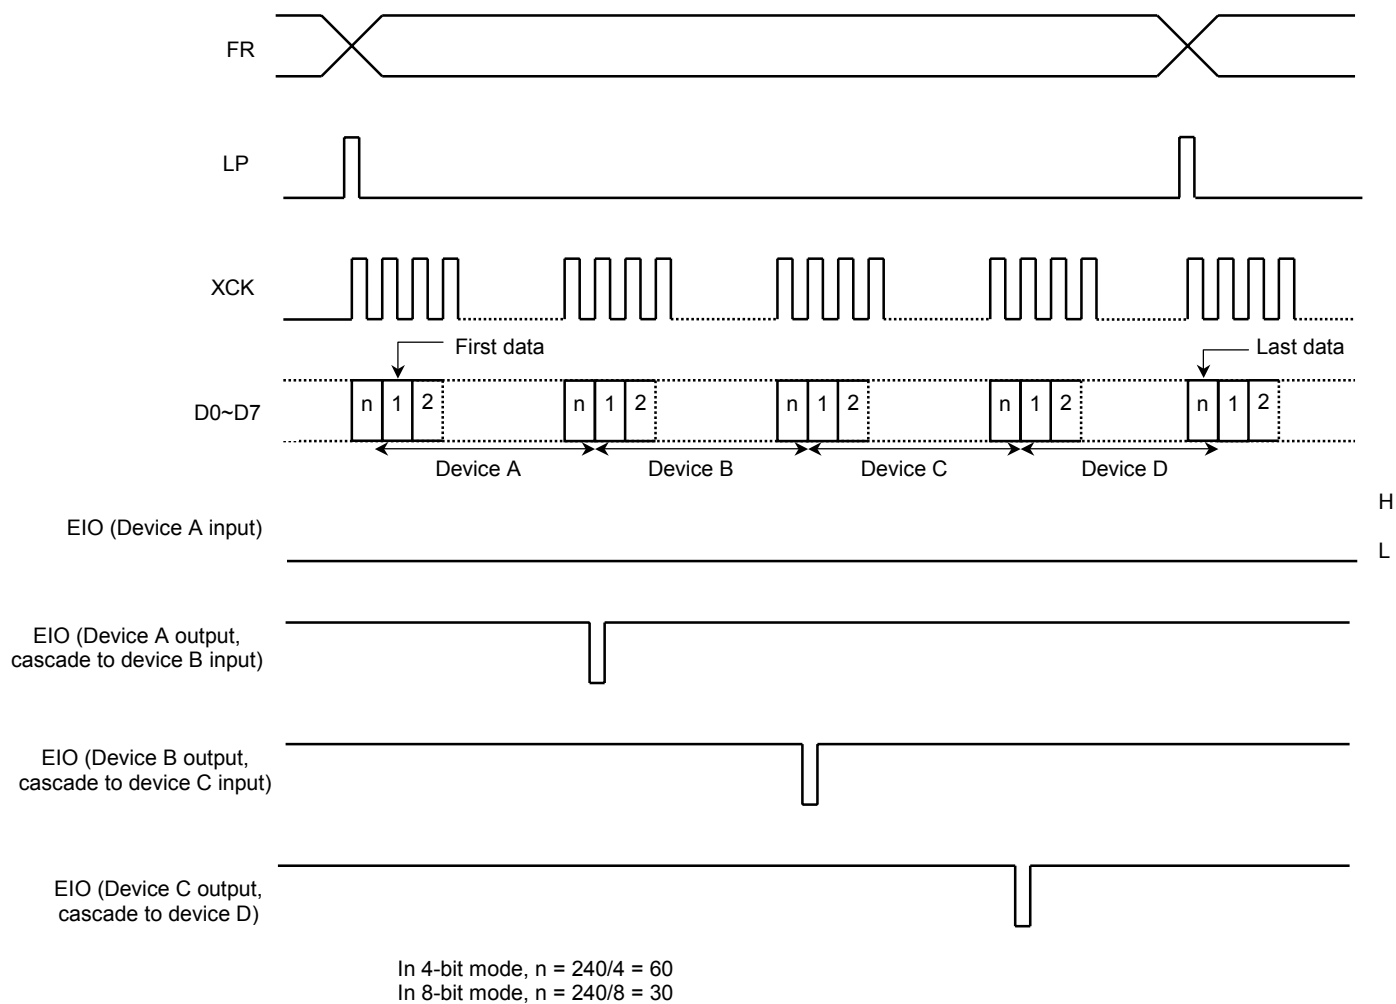 FR
LP
XCK
First data
Last data
D0~D7
n 1 2 n 1 2 n 1 2 n 1 2 n 1 2
Device A Device B Device C Device D
EIO (Device A input)
H
L
EIO (Device A output,
cascade to device B input)
EIO (Device B output,
cascade to device C input)
EIO (Device C output,
cascade to device D)
In 4-bit mode, n = 240/4 = 60
In 8-bit mode, n = 240/8 = 30